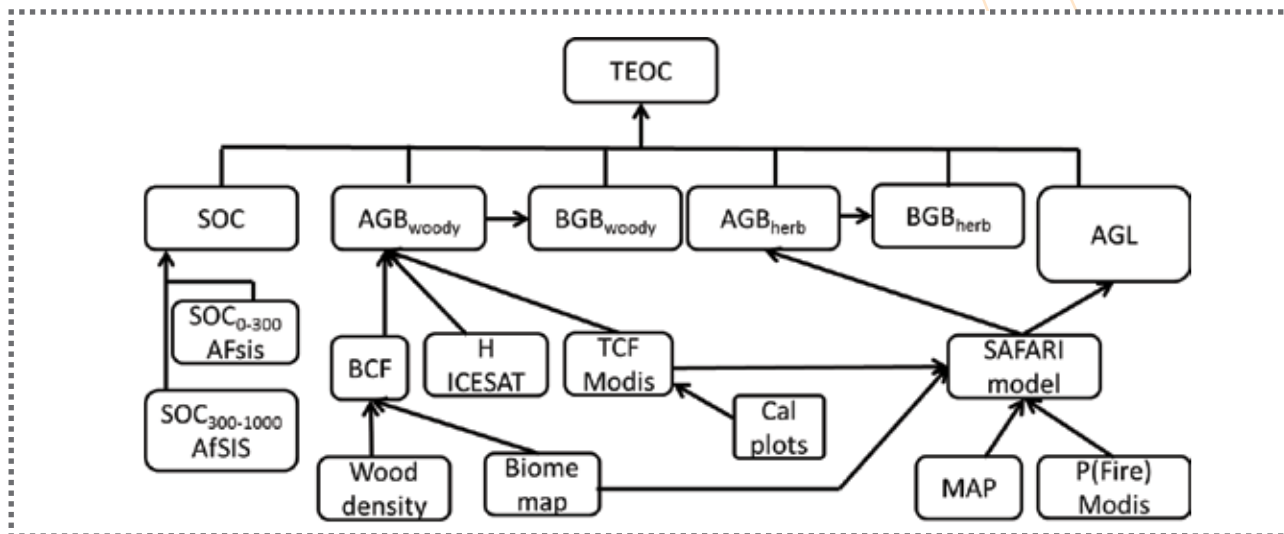 TEOC
SOC
AGBwoody
BGBwoody
AGBherb
BGBherb
AGL
SOC0-300
AFsis
BCF
H
ICESAT
TCF
Modis
SAFARI
model
SOC300-1000
AfSIS
Cal
plots
Wood
density
Biome
map
MAP
P(Fire)
Modis